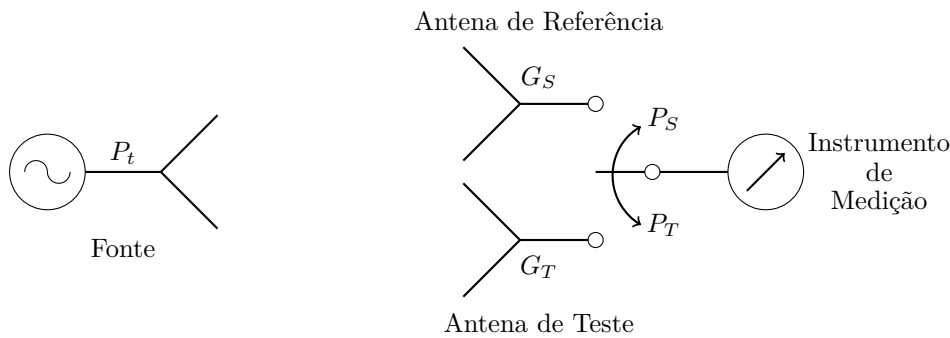 Antena de Referência
G_S
P_S
P_t
Instrumento
de
Medição
P_T
Fonte
G_T
Antena de Teste